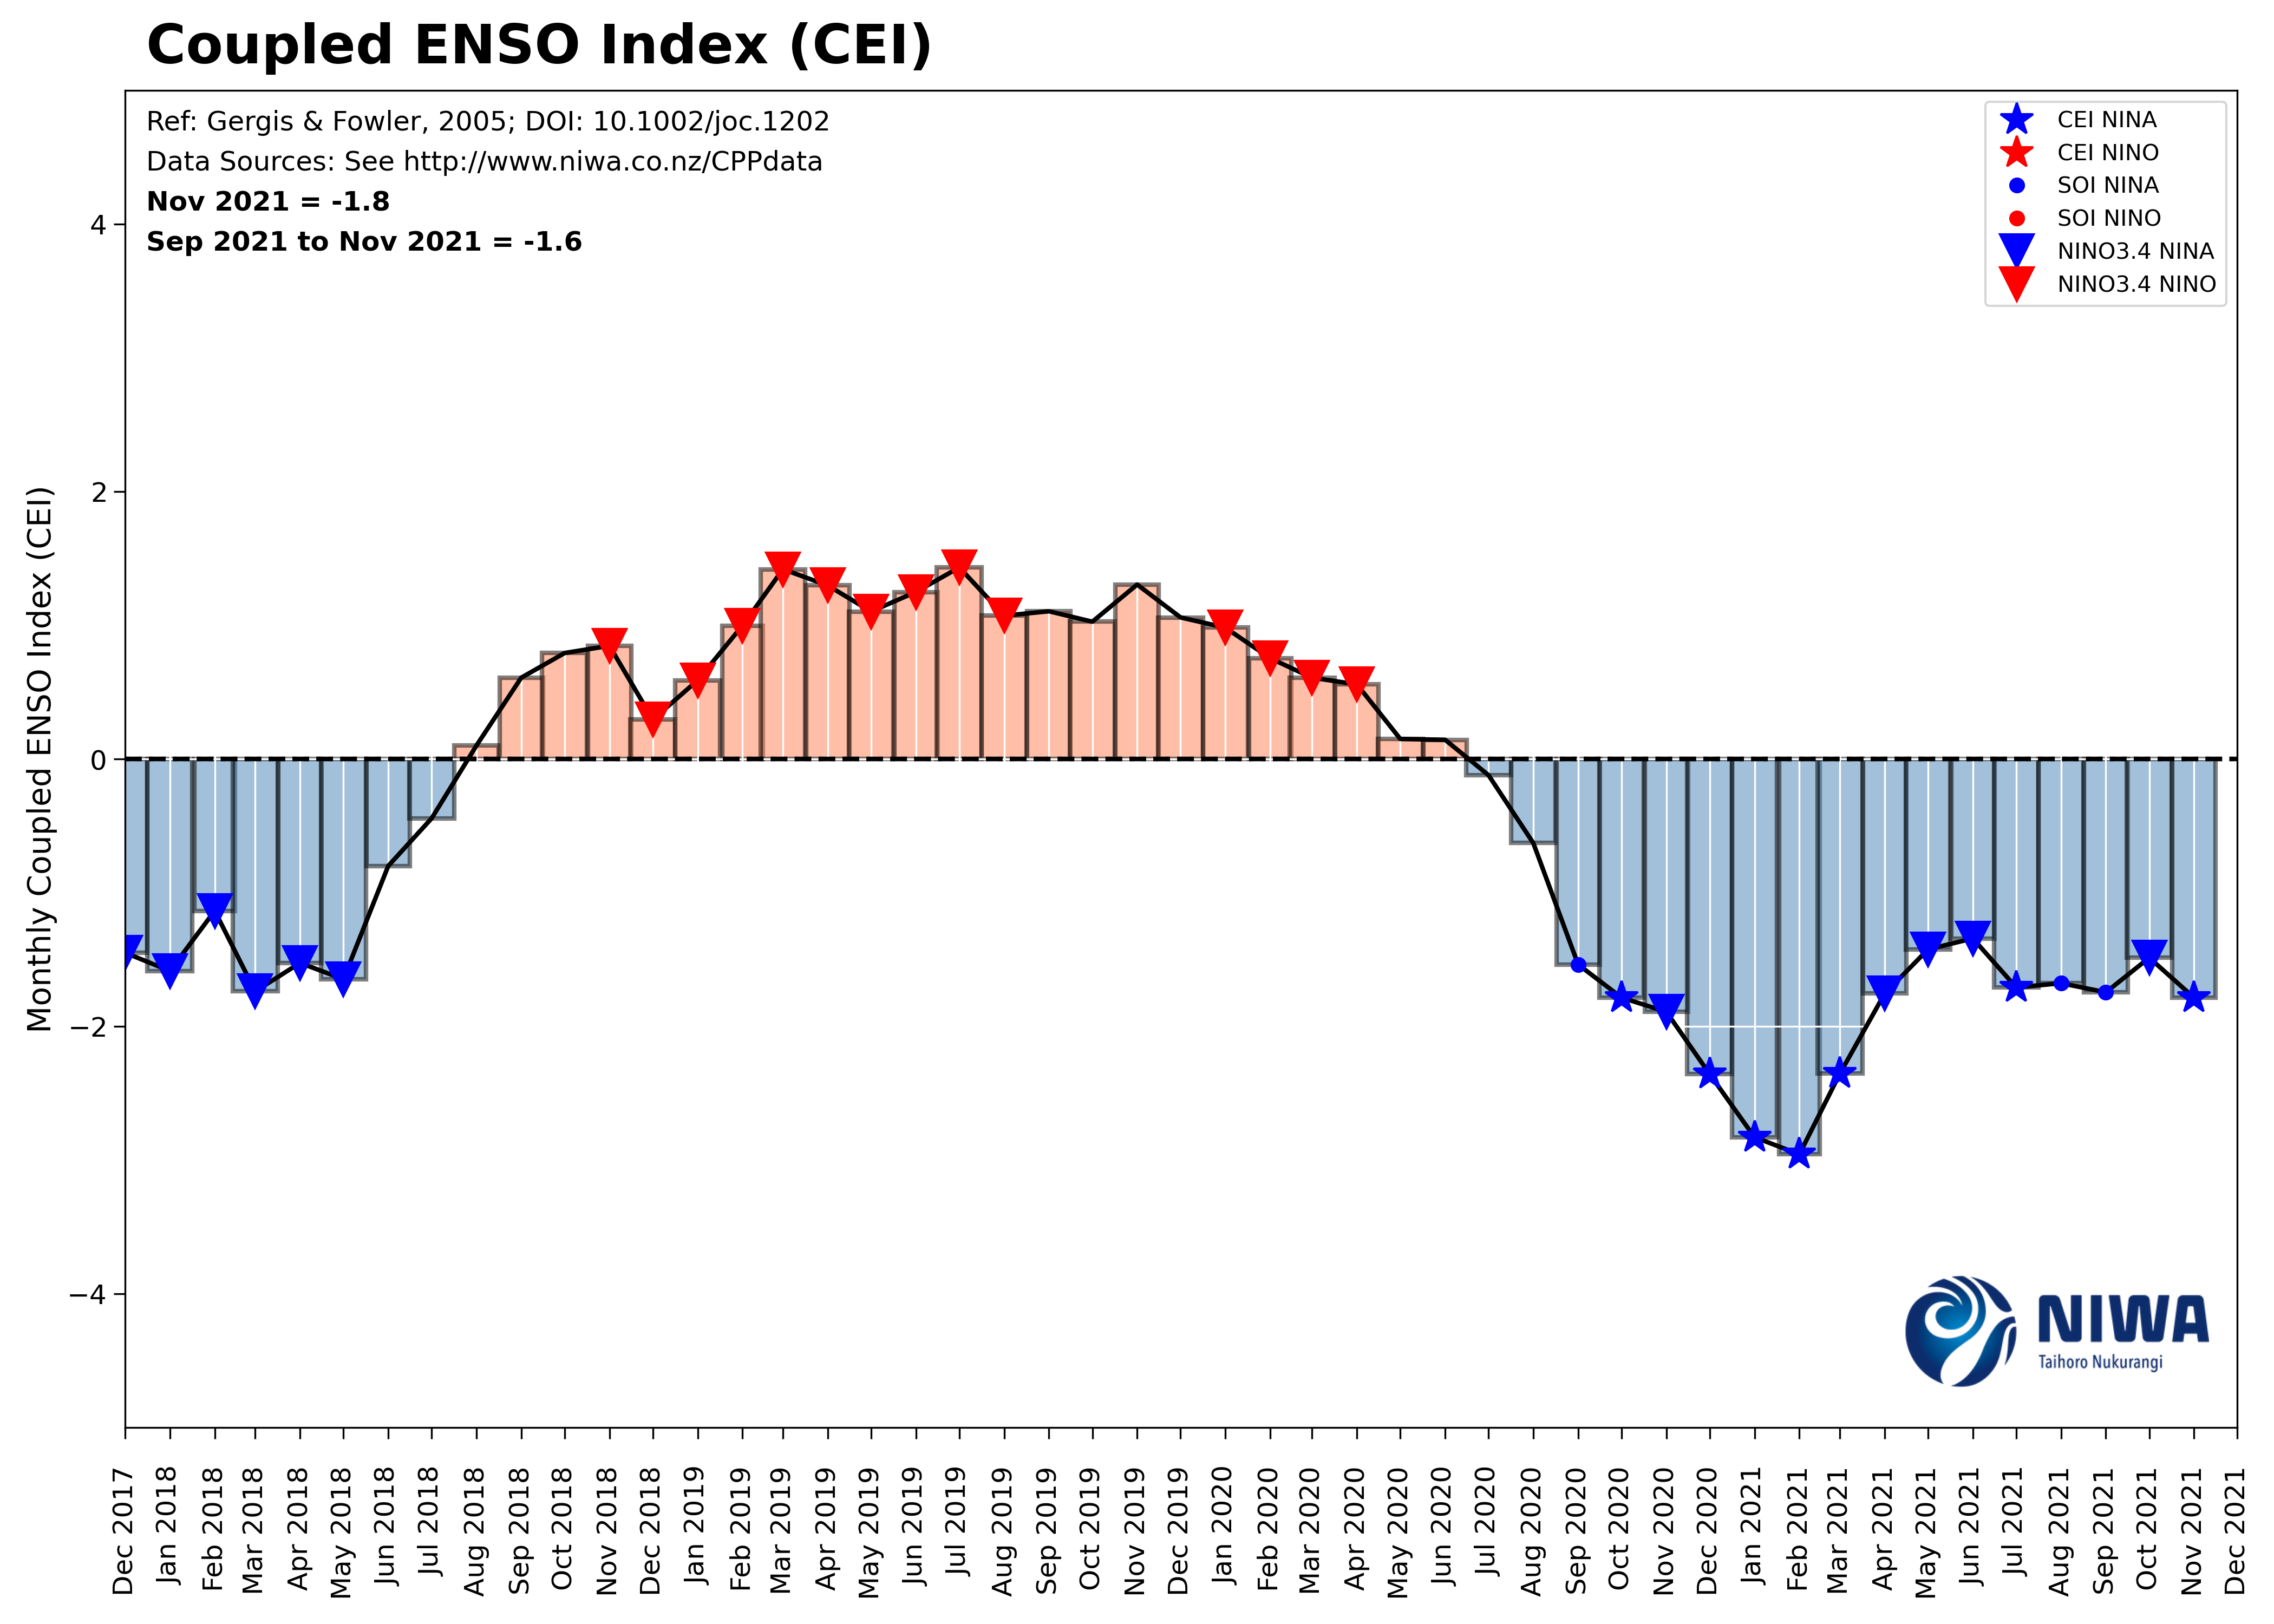 Coupled ENSO Index (CEI)
Ref: Gergis & Fowler, 2005; DOI: 10.1002/joc.1202
Data Sources: See http://www.niwa.co.nz/CPPdata
Nov 2021 = -1.8
Sep 2021 to Nov 2021 = -1.6
CEI NINA
CEI NINO
SOI NINA
SOI NINO
NINO3.4 NINA
NINO3.4 NINO
Monthly Coupled ENSO Index (CEI)
4
2
0
−2
−4
NIWA
Taihoro Nukurangi
Dec 2017
Jan 2018
Feb 2018
Mar 2018
Apr 2018
May 2018
Jun 2018
Jul 2018
Aug 2018
Sep 2018
Oct 2018
Nov 2018
Dec 2018
Jan 2019
Feb 2019
Mar 2019
Apr 2019
May 2019
Jun 2019
Jul 2019
Aug 2019
Sep 2019
Oct 2019
Nov 2019
Dec 2019
Jan 2020
Feb 2020
Mar 2020
Apr 2020
May 2020
Jun 2020
Jul 2020
Aug 2020
Sep 2020
Oct 2020
Nov 2020
Dec 2020
Jan 2021
Feb 2021
Mar 2021
Apr 2021
May 2021
Jun 2021
Jul 2021
Aug 2021
Sep 2021
Oct 2021
Nov 2021
Dec 2021